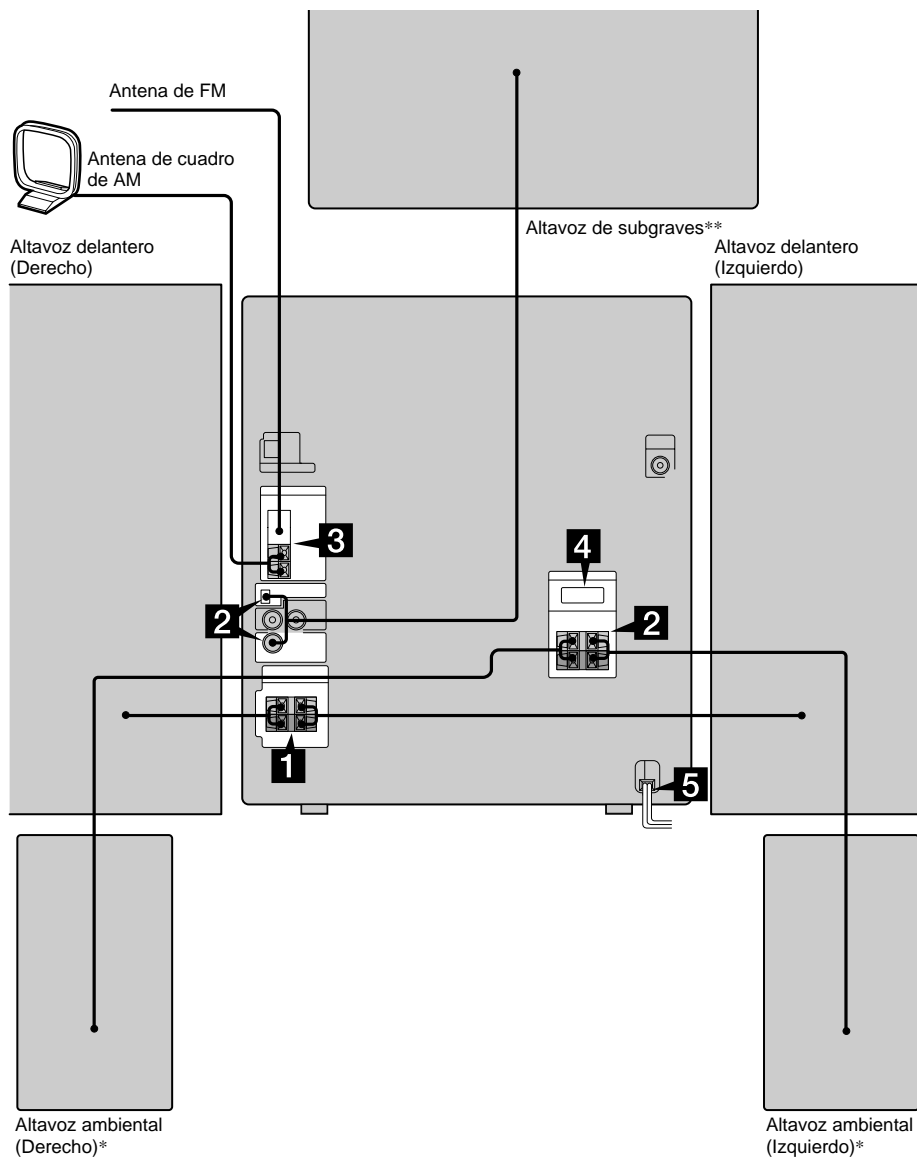 Antena de FM
Antena de cuadro
de AM
Altavoz de subgraves**
Altavoz delantero
(Derecho)
Altavoz delantero
(Izquierdo)
3
4
2
2
1
5
Altavoz ambiental
(Derecho)*
Altavoz ambiental
(Izquierdo)*